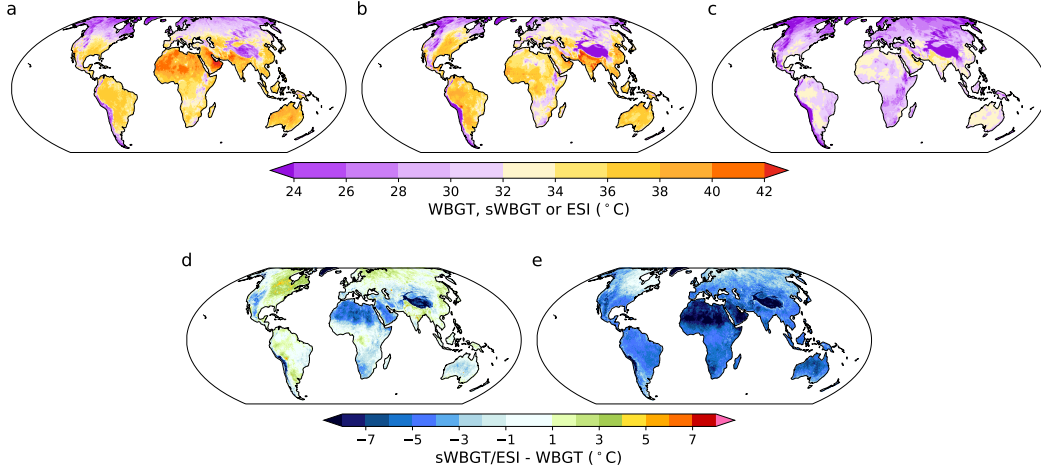 a b c
24 26 28 30 32 34 36 38 40 42
WBGT, sWBGT or ESI (°C)
d e
−7 −5 −3 −1 1 3 5 7
sWBGT/ESI - WBGT (°C)